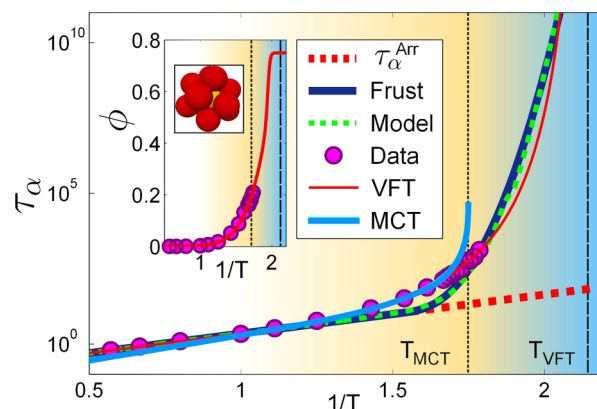 10^10
10^5
10^0
τα
0.8
0.6
0.4
0.2
0
ϕ
1 2
1/T
τα^Arr
Frust
Model
Data
VFT
MCT
T_MCT T_VFT
0.5 1 1.5 2
1/T